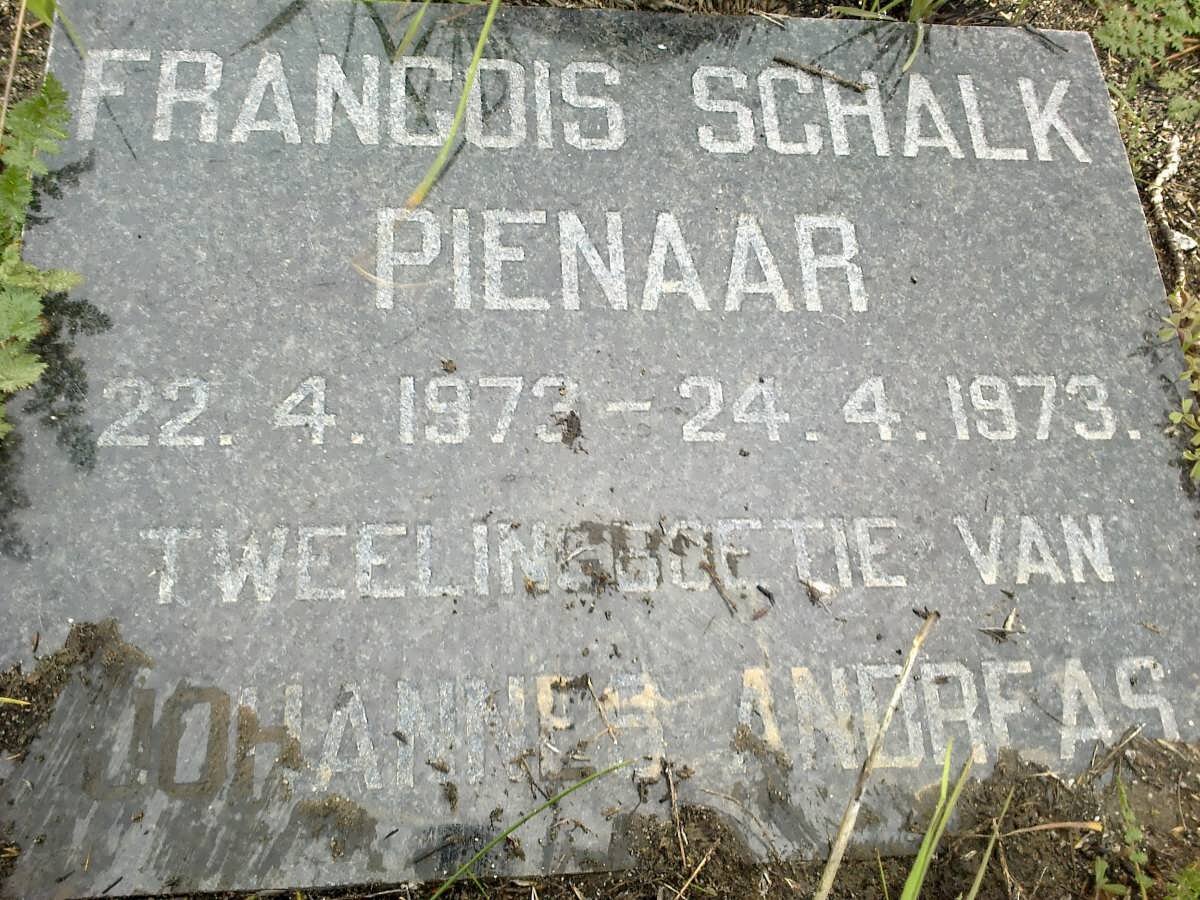 FRANCOIS SCHALK
PIENAAR
22. 4. 1973 – 24. 4. 1973.
TWEELINGBOETIE VAN
JOHANNES ANDREAS